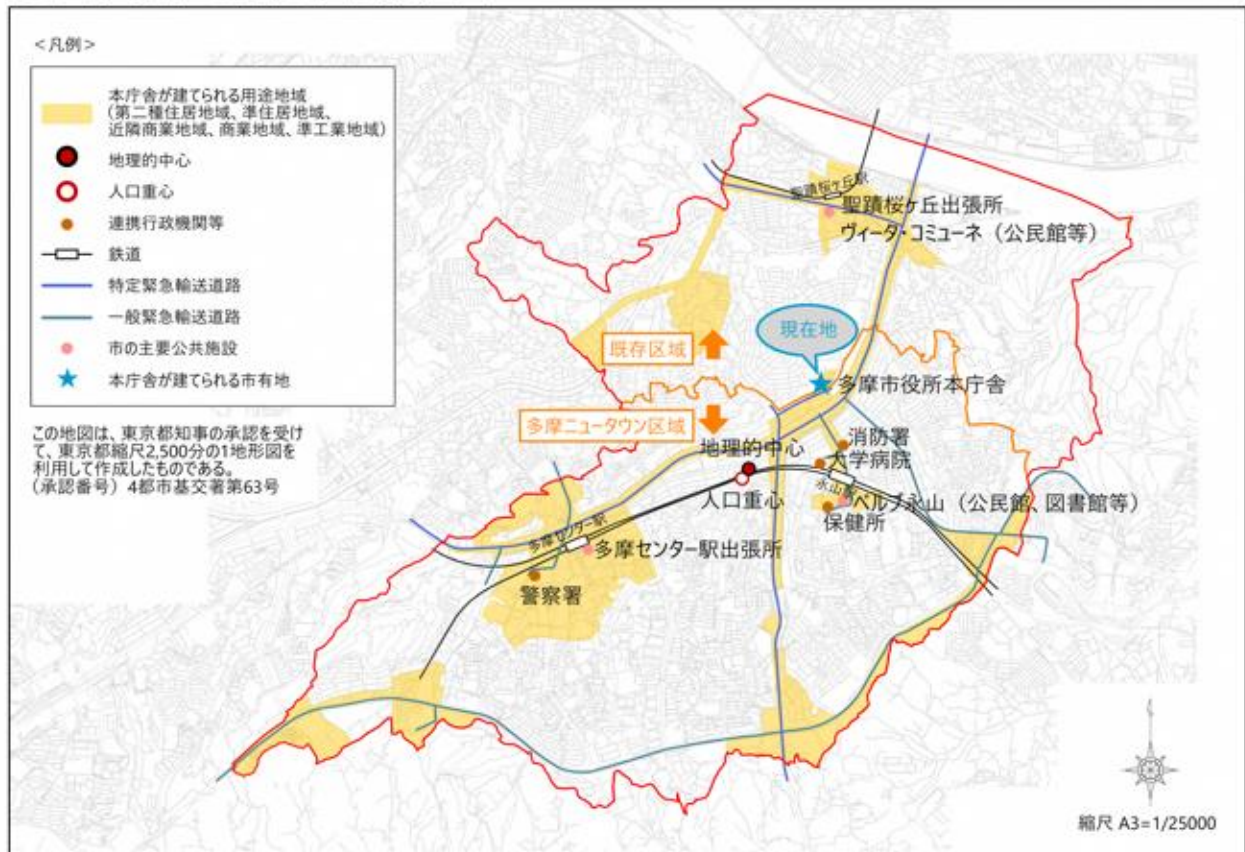 ＜凡例＞
本庁舎が建てられる用途地域
(第二種住居地域、準住居地域、
近隣商業地域、商業地域、準工業地域)
地理的中心
人口重心
連携行政機関等
鉄道
特定緊急輸送道路
一般緊急輸送道路
市の主要公共施設
本庁舎が建てられる市有地
この地図は、東京都知事の承認を受け
て、東京都縮尺2,500分の1地形図を
利用して作成したものである。
（承認番号）4都市基交著第63号
聖蹟桜ヶ丘駅
聖蹟桜ヶ丘出張所
ヴィータ・コミューネ（公民館等）
現在地
既存区域
多摩市役所本庁舎
多摩ニュータウン区域
消防署
地理的中心
大学病院
永山駅
人口重心
ベルブ永山（公民館、図書館等）
保健所
多摩センター駅
多摩センター駅出張所
警察署
縮尺 A3=1/25000